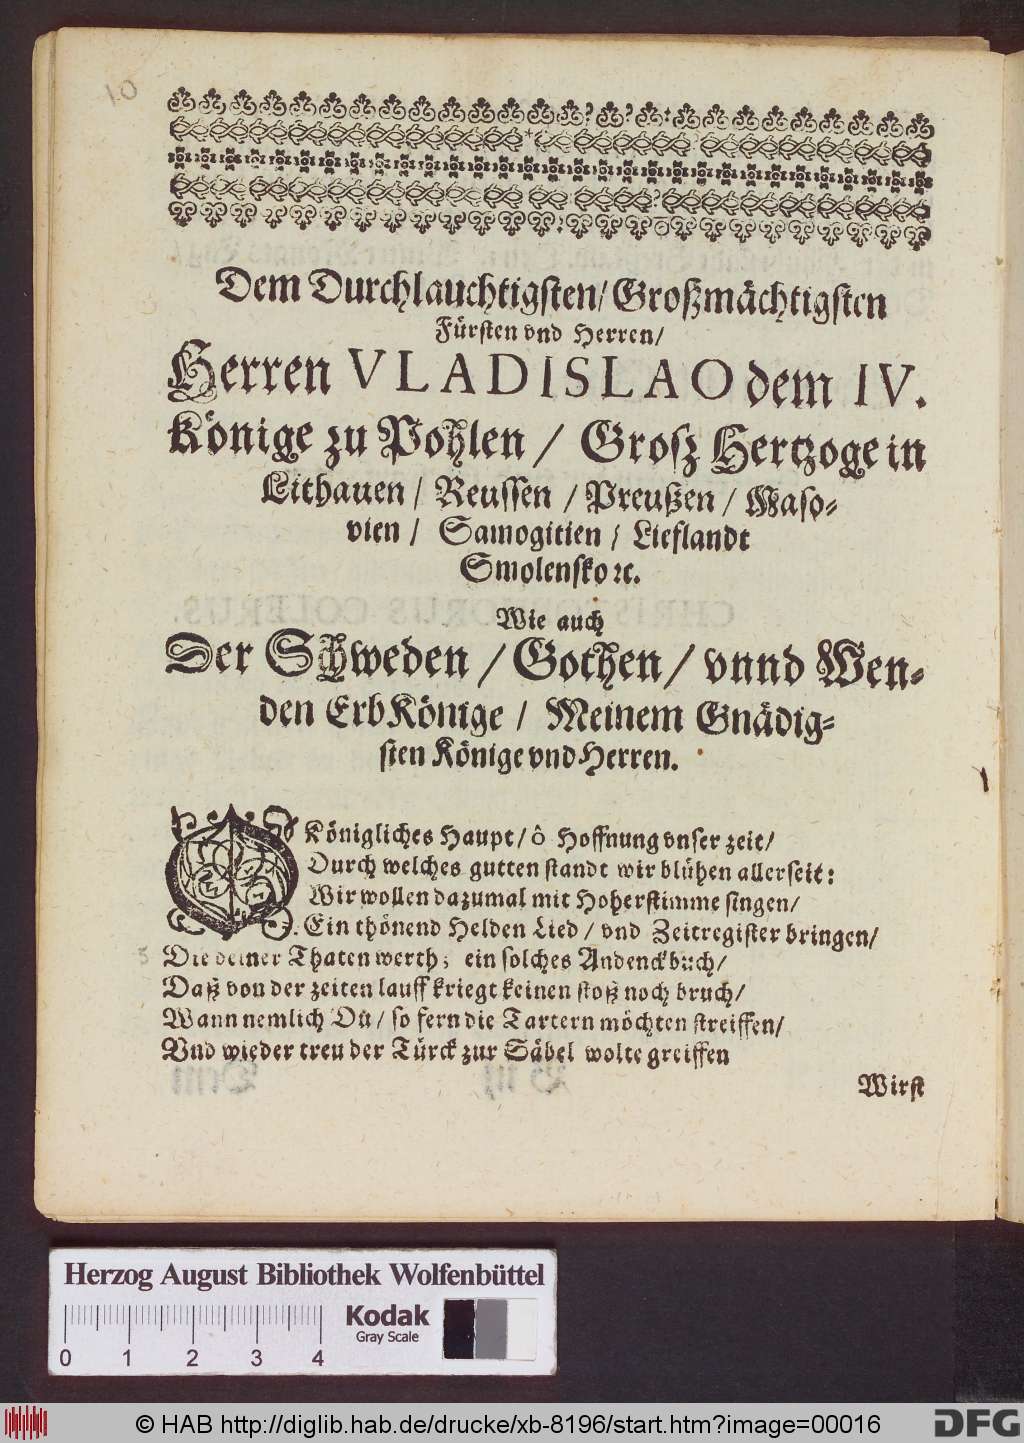 10
Dem Durchlauchtigsten/ Großmächtigsten
Fürsten vnd Herren/
Herren VLADISLAO dem IV.
Könige zu Pohlen / Grosz Hertzoge in
Lithauen / Reussen / Preußen / Maso-
vien / Samogitien / Lieflandt
Smolensko ꝛc.
Wie auch
Der Schweden / Gothen / vnnd Wen-
den ErbKönige / Meinem Gnädig-
sten Könige vnd Herren.
O Königliches Haupt/ ô Hoffnung vnser zeit/
Durch welches gutten standt wir blühen allerseit:
Wir wollen dazumal mit Hoher stimme singen/
Ein thönend Helden Lied / vnd Zeitregister bringen/
5 Die deiner Thaten werth; ein solches Andenckbuch/
Daß von der zeiten lauff kriegt keinen stoß noch bruch/
Wann nemlich Du / so fern die Tartern möchten streiffen/
Vnd wieder treu der Türck zur Säbel wolte greiffen
Wirst
Herzog August Bibliothek Wolfenbüttel
Kodak
Gray Scale
0 1 2 3 4
© HAB http://diglib.hab.de/drucke/xb-8196/start.htm?image=00016
DFG